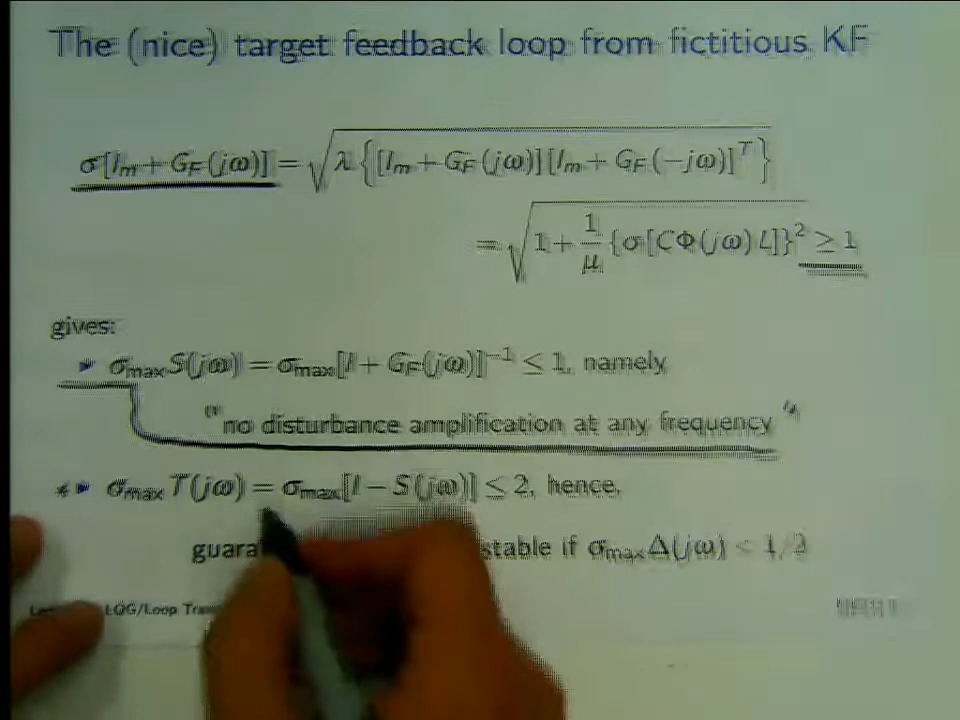 The (nice) target feedback loop from fictitious KF
σ[I_m + G_F(jω)] = √(λ{[I_m + G_F(jω)][I_m + G_F(-jω)]^T})
= √(1 + 1/μ {σ[CΦ(jω)L]}²) ≥ 1
gives:
σ_max S(jω) = σ_max[I + G_F(jω)]^{-1} ≤ 1, namely
"no disturbance amplification at any frequency"
σ_max T(jω) = σ_max[I - S(jω)] ≤ 2, hence,
stable if σ_max Δ(jω) < 1/2
LQG/Loop